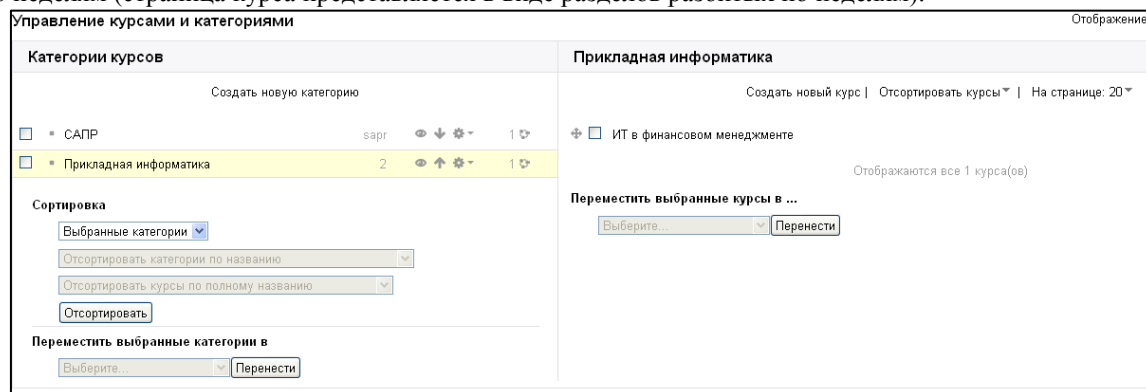 Управление курсами и категориями
Отображение
Категории курсов
Создать новую категорию
САПР sapr 1
Прикладная информатика 2 1
Сортировка
Выбранные категории
Отсортировать категории по названию
Отсортировать курсы по полному названию
Отсортировать
Переместить выбранные категории в
Выберите... Перенести
Прикладная информатика
Создать новый курс | Отсортировать курсы | На странице: 20
ИТ в финансовом менеджменте
Отображаются все 1 курса(ов)
Переместить выбранные курсы в ...
Выберите... Перенести